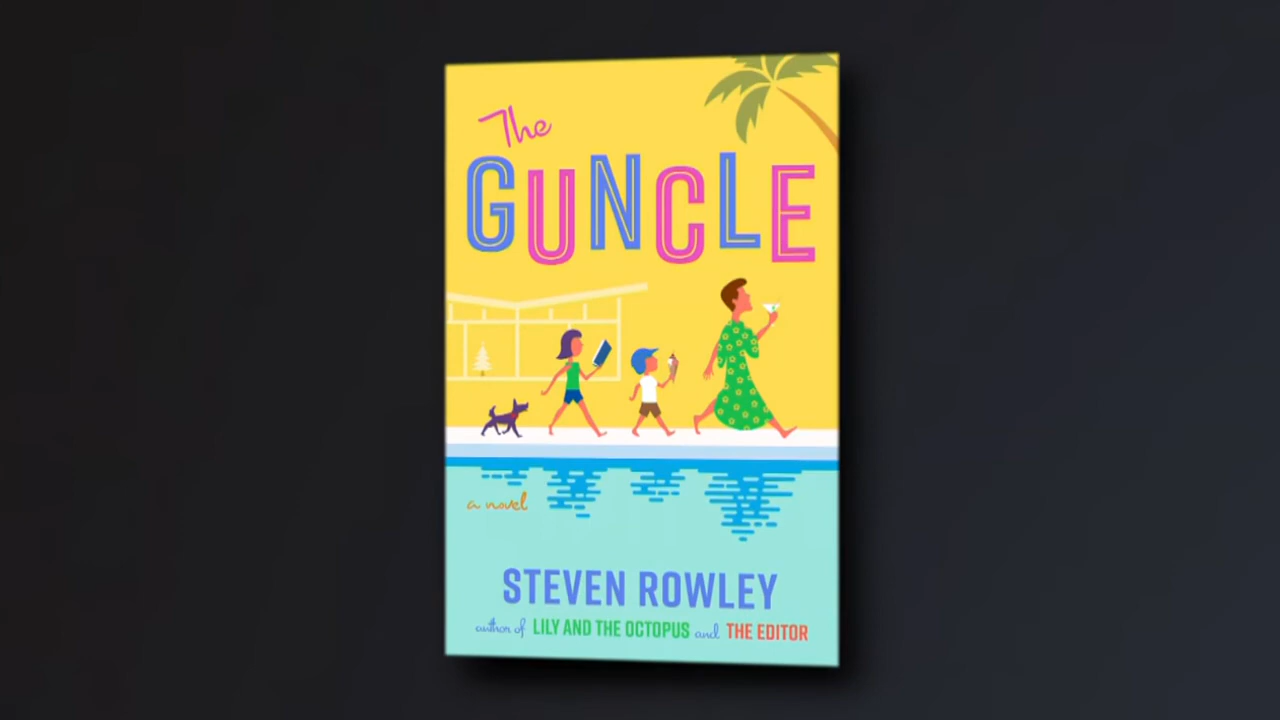 The
GUNCLE
a novel
STEVEN ROWLEY
author of LILY AND THE OCTOPUS and THE EDITOR